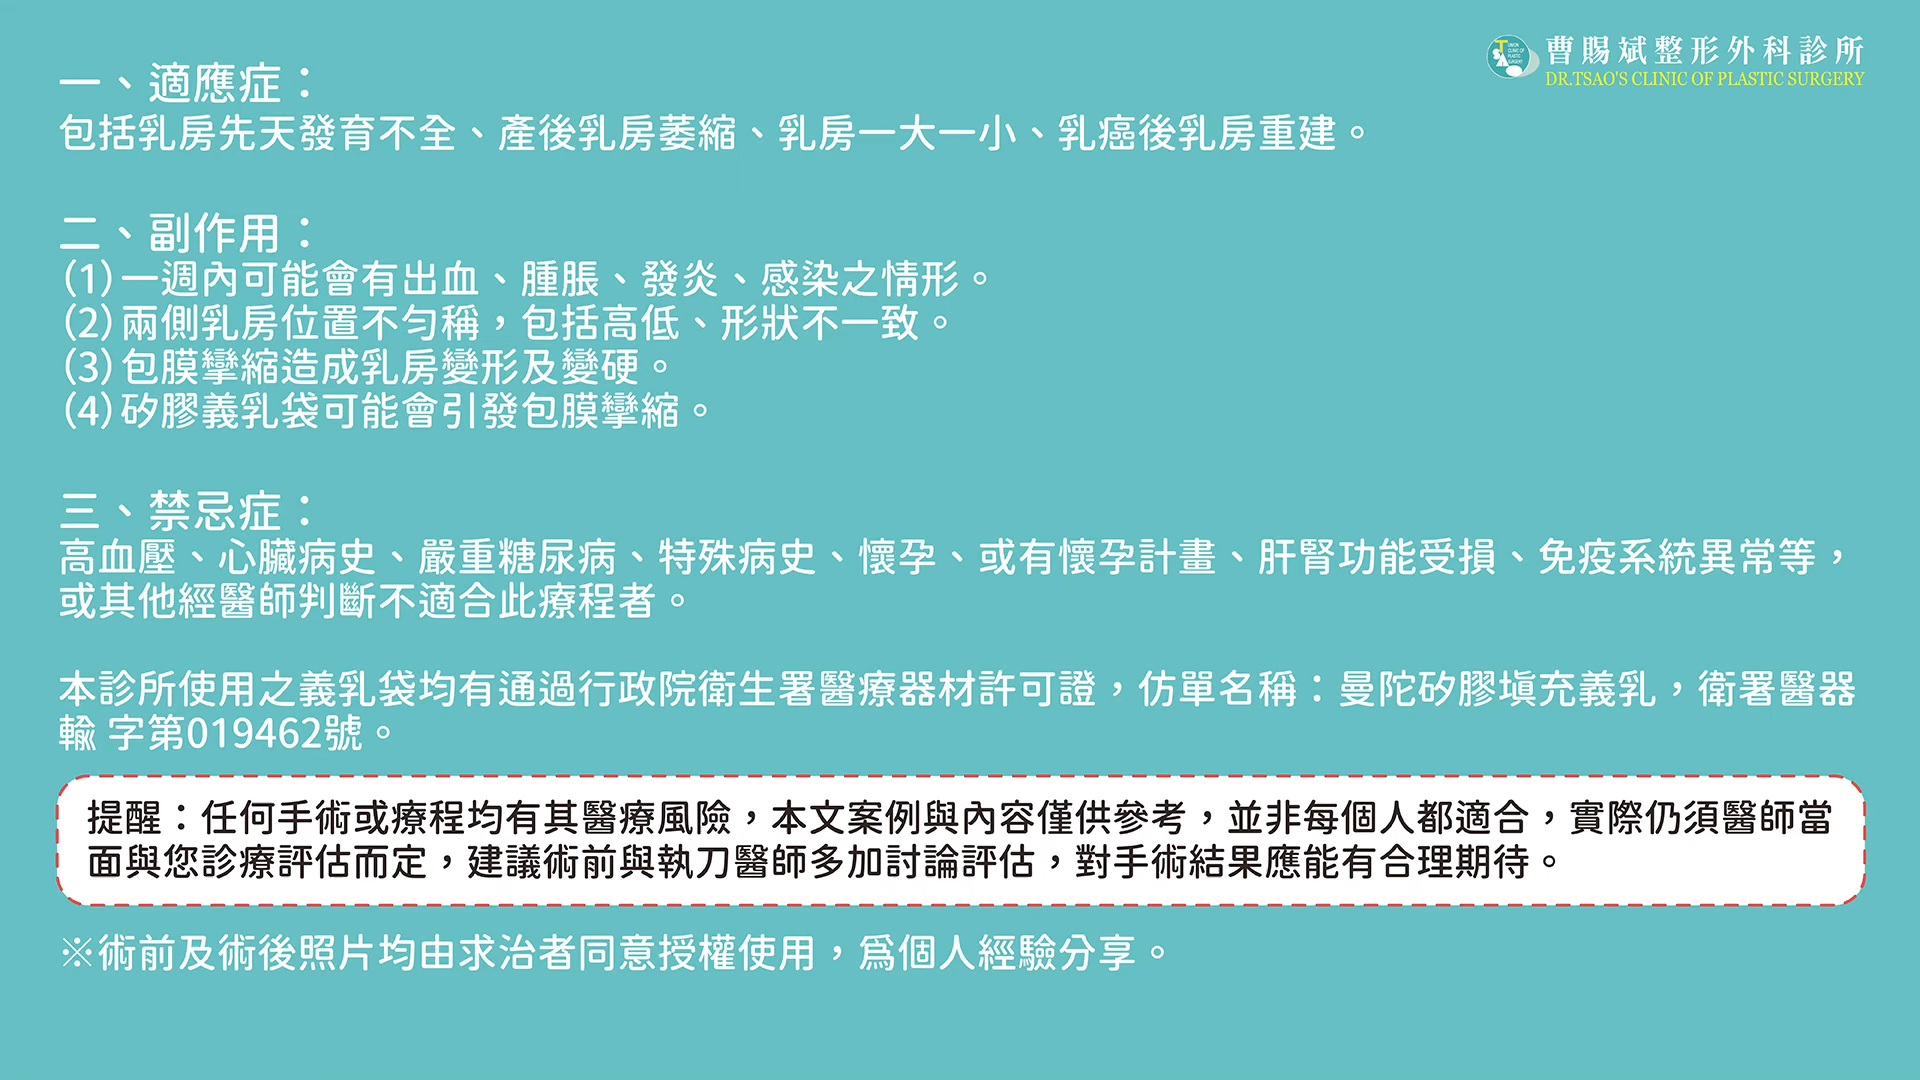 曹賜斌整形外科診所
DR.TSAO'S CLINIC OF PLASTIC SURGERY
一、適應症：
包括乳房先天發育不全、產後乳房萎縮、乳房一大一小、乳癌後乳房重建。
二、副作用：
(1)一週內可能會有出血、腫脹、發炎、感染之情形。
(2)兩側乳房位置不勻稱，包括高低、形狀不一致。
(3)包膜攣縮造成乳房變形及變硬。
(4)矽膠義乳袋可能會引發包膜攣縮。
三、禁忌症：
高血壓、心臟病史、嚴重糖尿病、特殊病史、懷孕、或有懷孕計畫、肝腎功能受損、免疫系統異常等，
或其他經醫師判斷不適合此療程者。
本診所使用之義乳袋均有通過行政院衛生署醫療器材許可證，仿單名稱：曼陀矽膠填充義乳，衛署醫器
輸 字第019462號。
提醒：任何手術或療程均有其醫療風險，本文案例與內容僅供參考，並非每個人都適合，實際仍須醫師當
面與您診療評估而定，建議術前與執刀醫師多加討論評估，對手術結果應能有合理期待。
※術前及術後照片均由求治者同意授權使用，為個人經驗分享。